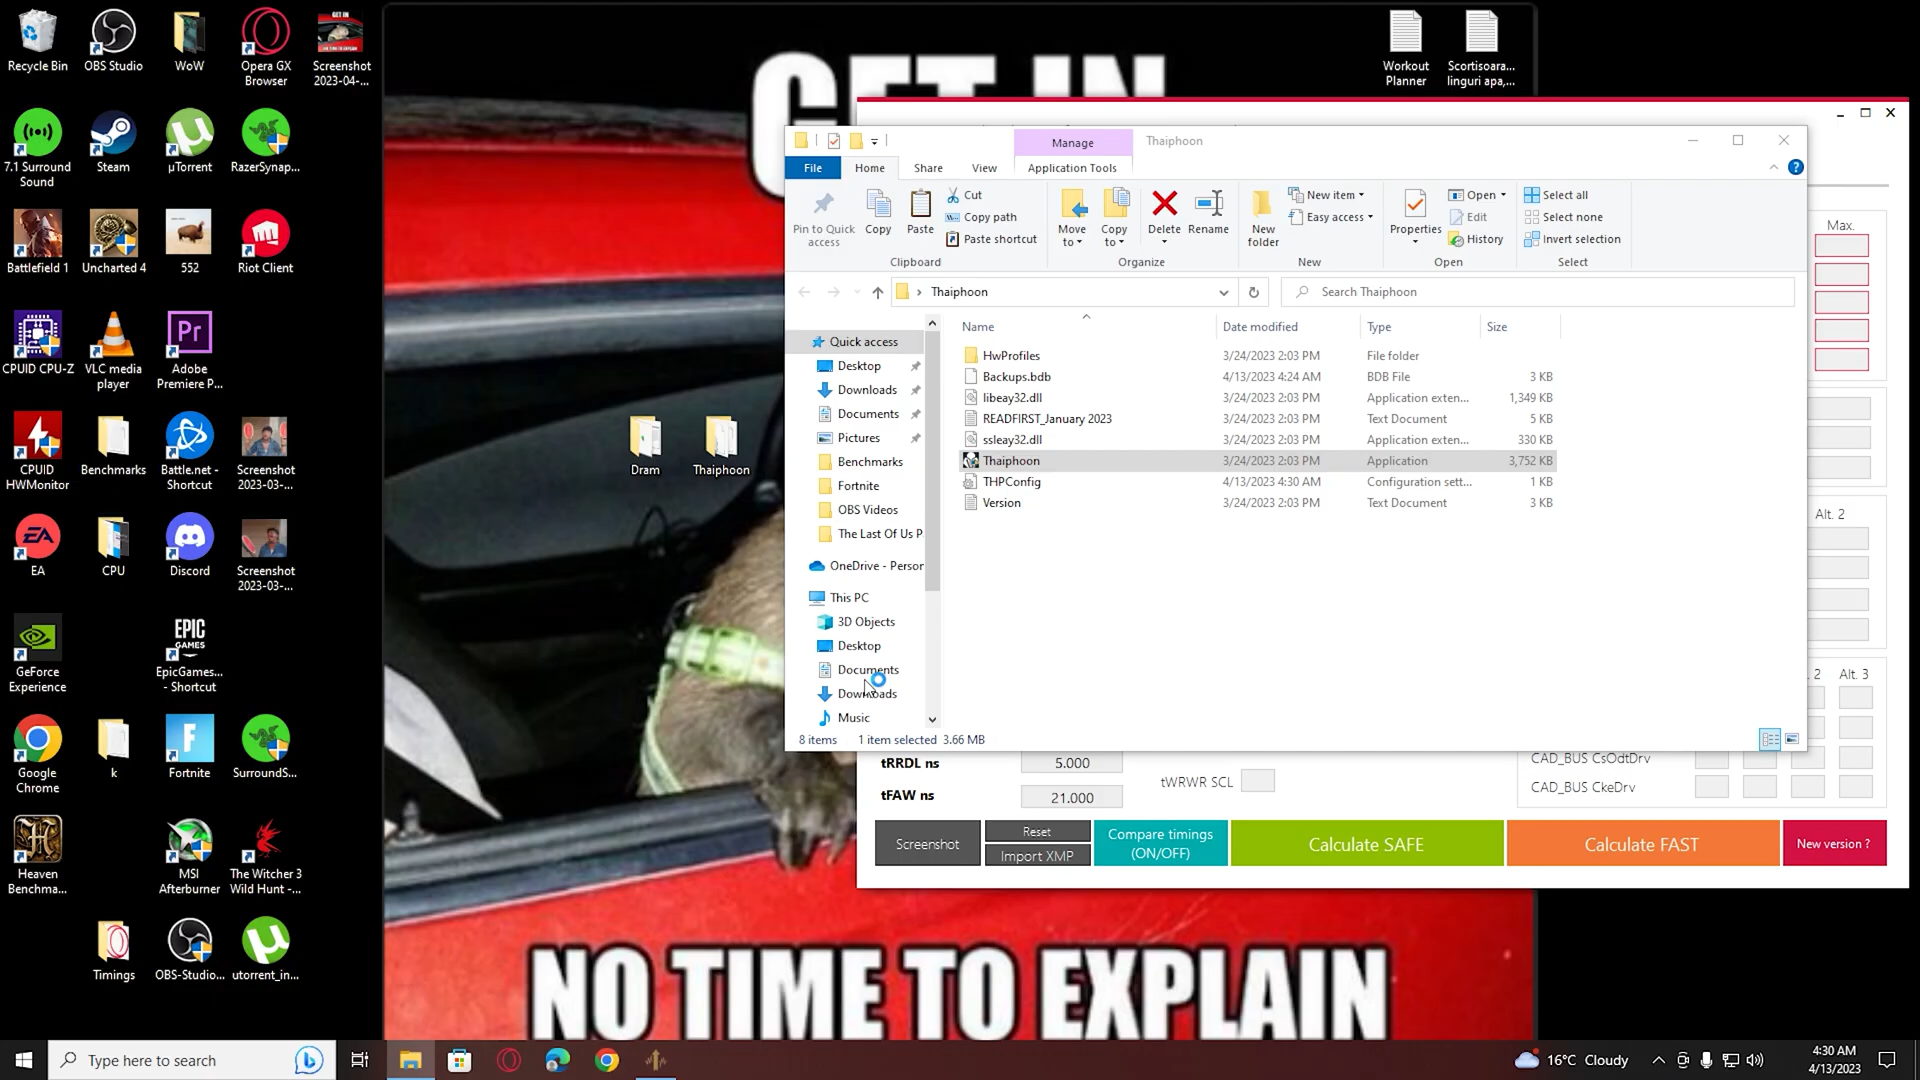 Recycle Bin
OBS Studio
WoW
Opera GX
Browser
Screenshot
2023-04-...
7.1 Surround
Sound
Steam
µTorrent
RazerSynap...
Battlefield 1
Uncharted 4
552
Riot Client
CPUID CPU-Z
VLC media
player
Adobe
Premiere P...
CPUID
HWMonitor
Benchmarks
Battle.net -
Shortcut
Screenshot
2023-03-...
EA
CPU
Discord
Screenshot
2023-03-...
GeForce
Experience
EPIC
GAMES
EpicGames...
- Shortcut
Google
Chrome
k
Fortnite
SurroundS...
Heaven
Benchma...
MSI
Afterburner
The Witcher 3
Wild Hunt -...
Timings
OBS-Studio...
utorrent_in...
GET IN
NO TIME TO EXPLAIN
Dram
Thaiphoon
Workout
Planner
Scortisoara...
linguri apa,...
Manage
Thaiphoon
File
Home
Share
View
Application Tools
Pin to Quick
access
Copy
Paste
Cut
Copy path
Paste shortcut
Clipboard
Move
to
Copy
to
Delete
Rename
Organize
New
folder
New item
Easy access
New
Properties
Open
Edit
History
Open
Select all
Select none
Invert selection
Select
Thaiphoon
Search Thaiphoon
Quick access
Desktop
Downloads
Documents
Pictures
Benchmarks
Fortnite
OBS Videos
The Last Of Us P
OneDrive - Person
This PC
3D Objects
Desktop
Documents
Downloads
Music
Name Date modified Type Size
HwProfiles 3/24/2023 2:03 PM File folder
Backups.bdb 4/13/2023 4:24 AM BDB File 3 KB
libeay32.dll 3/24/2023 2:03 PM Application exten... 1,349 KB
READFIRST_January 2023 3/24/2023 2:03 PM Text Document 5 KB
ssleay32.dll 3/24/2023 2:03 PM Application exten... 330 KB
Thaiphoon 3/24/2023 2:03 PM Application 3,752 KB
THPConfig 4/13/2023 4:30 AM Configuration sett... 1 KB
Version 3/24/2023 2:03 PM Text Document 3 KB
8 items 1 item selected 3.66 MB
Max.
Alt. 2
2 Alt. 3
tRRDL ns 5.000
tFAW ns 21.000
tWRWR SCL
CAD_BUS CsOdtDrv
CAD_BUS CkeDrv
Screenshot
Reset
Import XMP
Compare timings
(ON/OFF)
Calculate SAFE
Calculate FAST
New version ?
Type here to search
16°C Cloudy
4:30 AM
4/13/2023